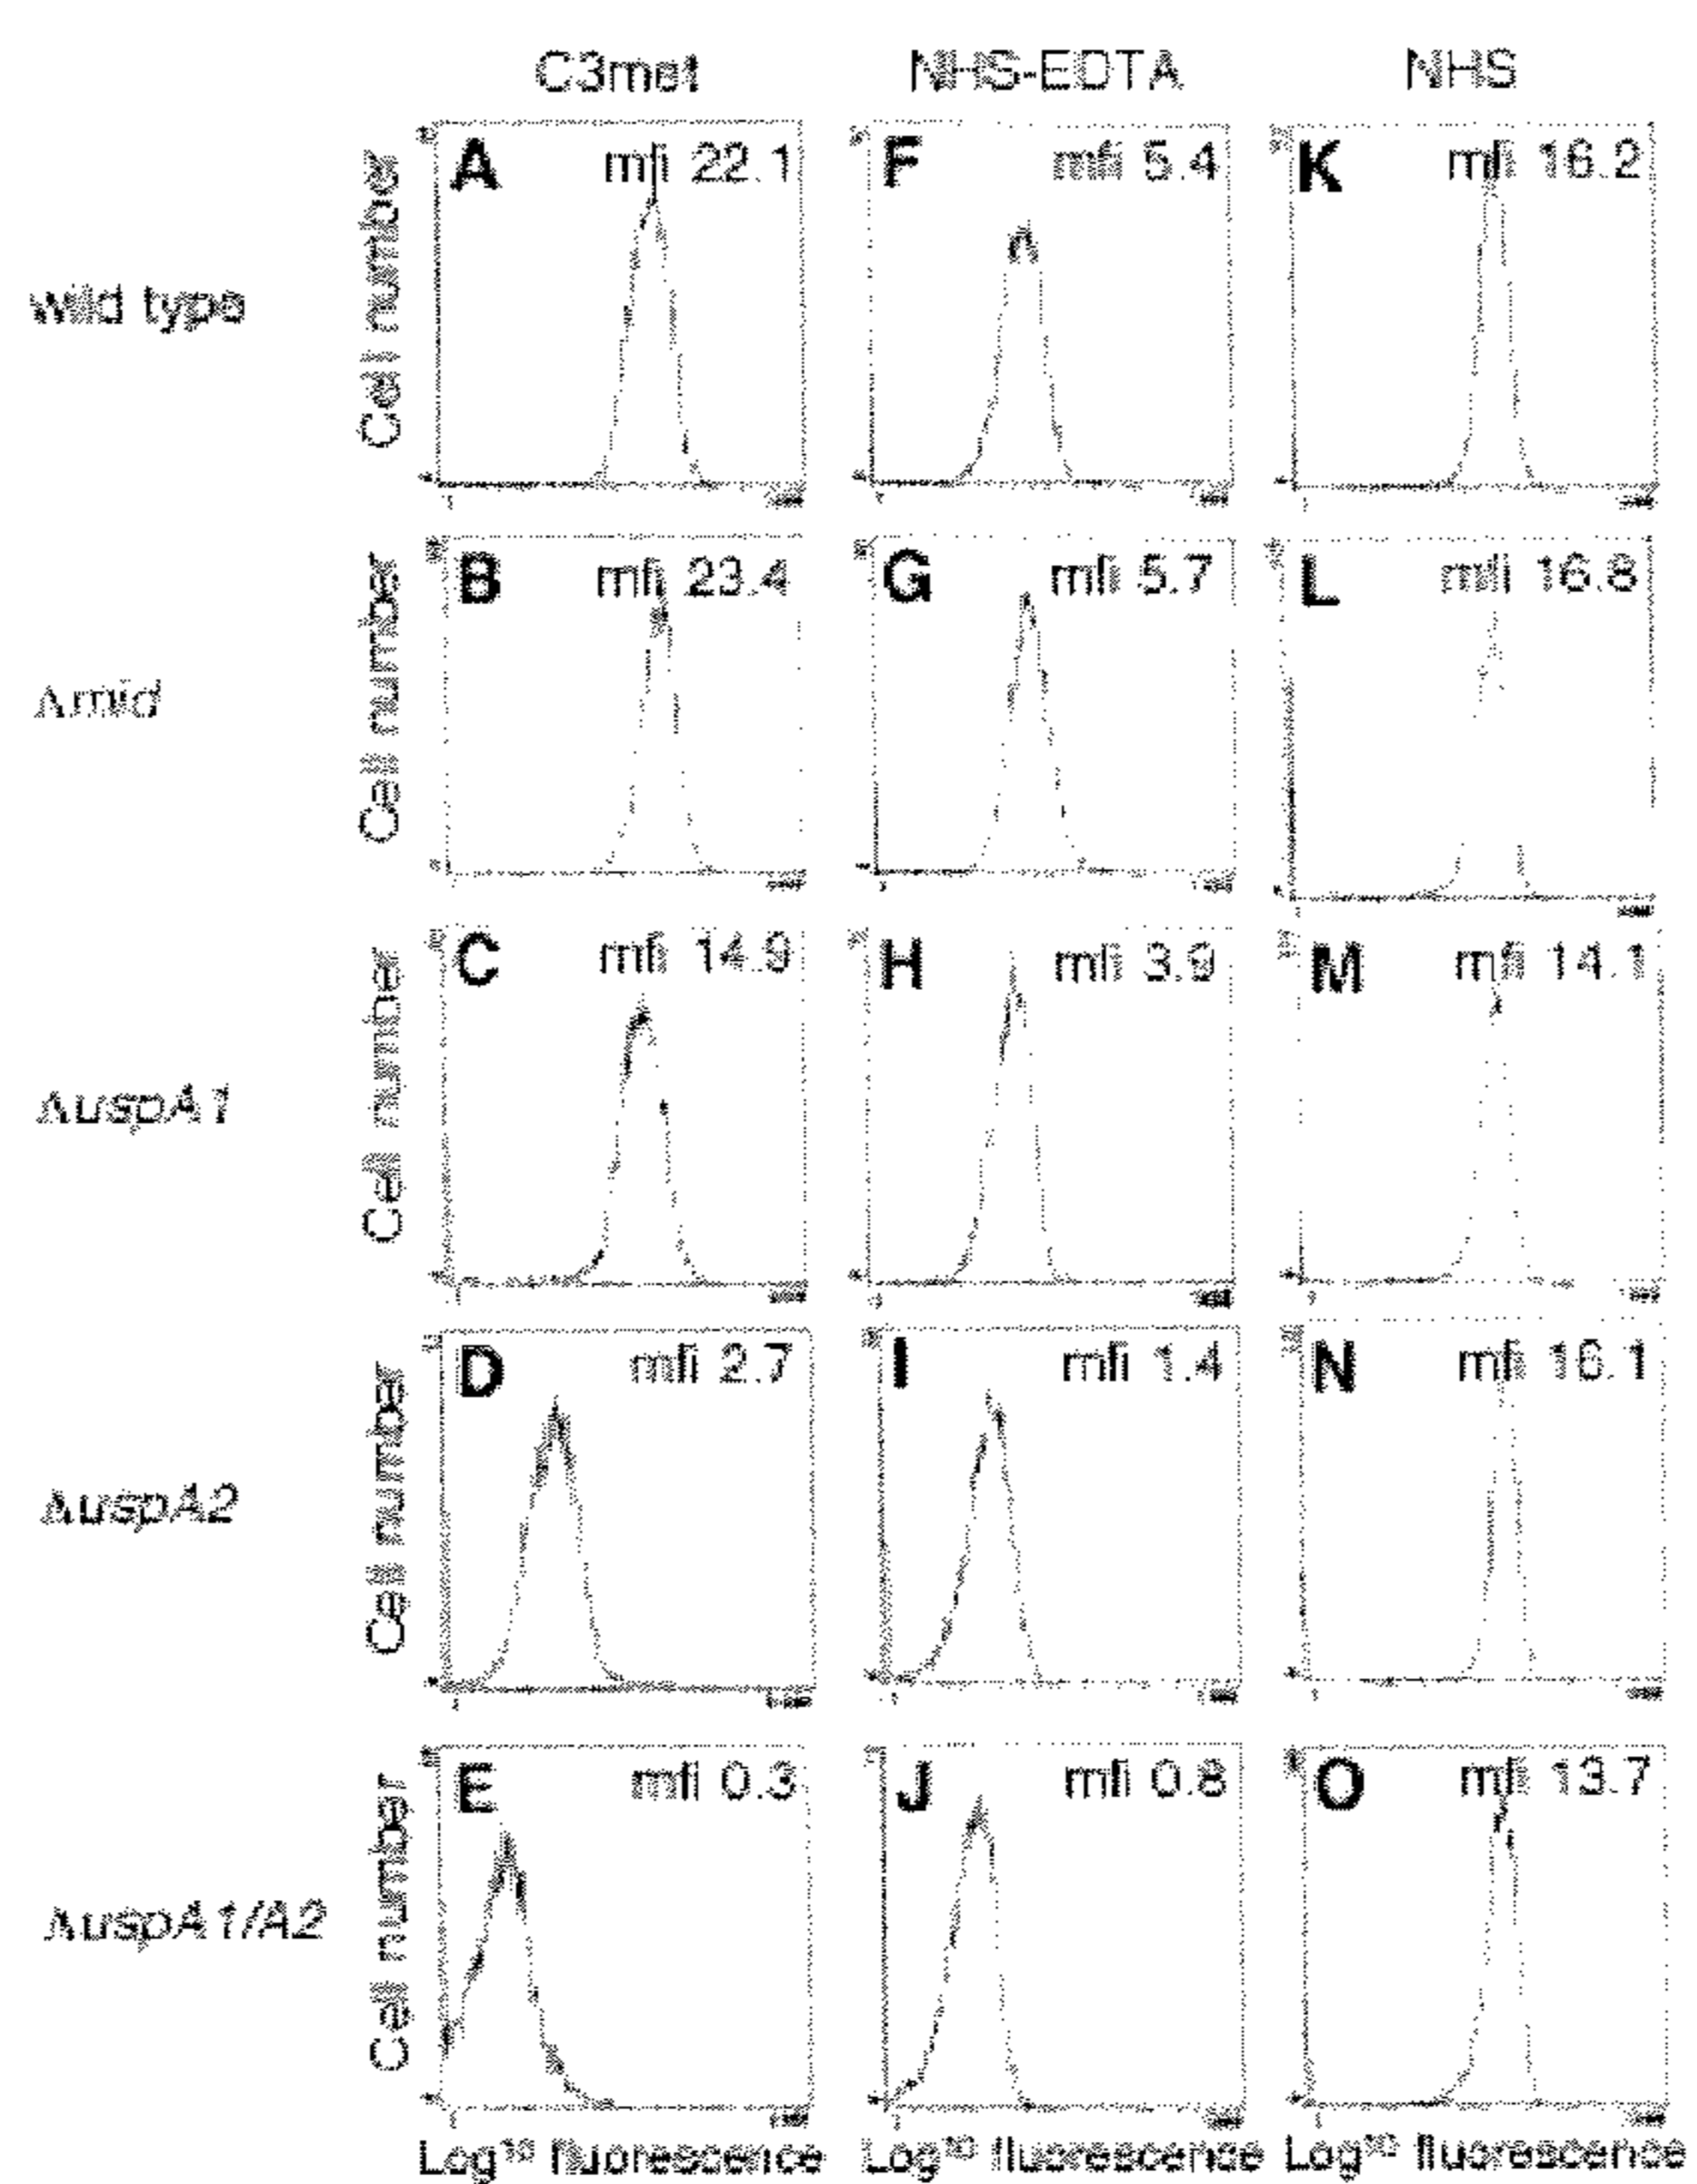 C3met NHS-EDTA NHS
wild type
Cell number
A mfi 22.1
F mfi 5.4
K mfi 16.2
Δmid
Cell number
B mfi 23.4
G mfi 5.7
L mfi 16.8
ΔuspA1
Cell number
C mfi 14.9
H mfi 3.9
M mfi 14.1
ΔuspA2
Cell number
D mfi 2.7
I mfi 1.4
N mfi 16.1
ΔuspA1/A2
Cell number
E mfi 0.3
J mfi 0.8
O mfi 13.7
Log¹⁰ fluorescence Log¹⁰ fluorescence Log¹⁰ fluorescence